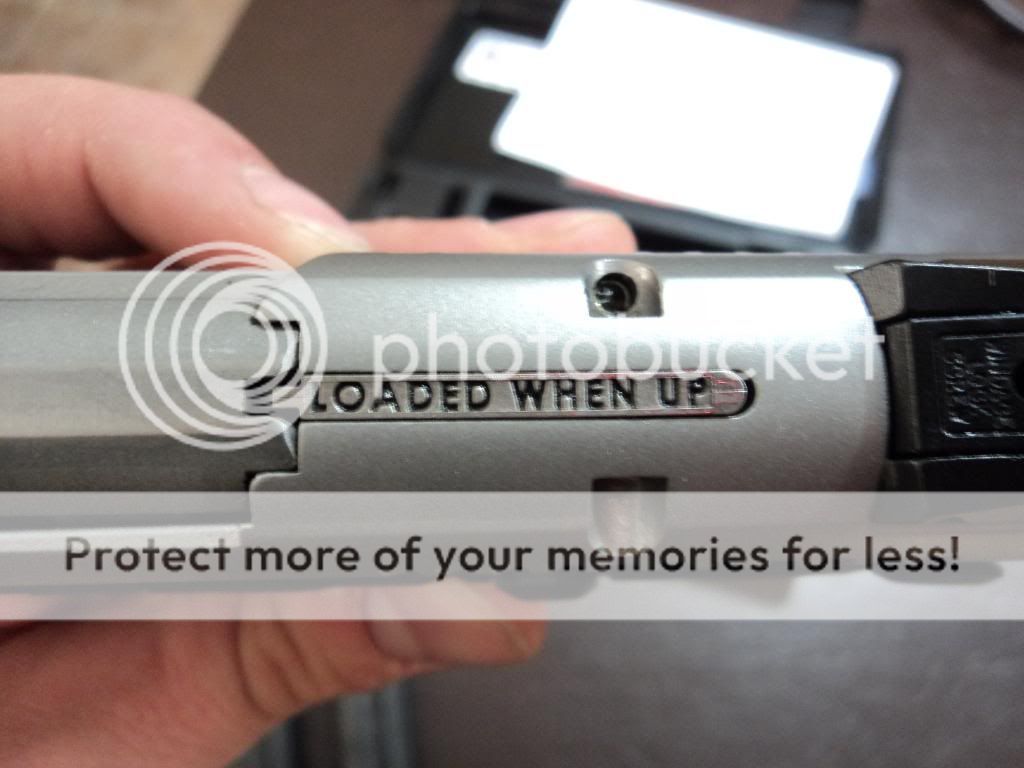 photobucket
LOADED WHEN UP
Protect more of your memories for less!